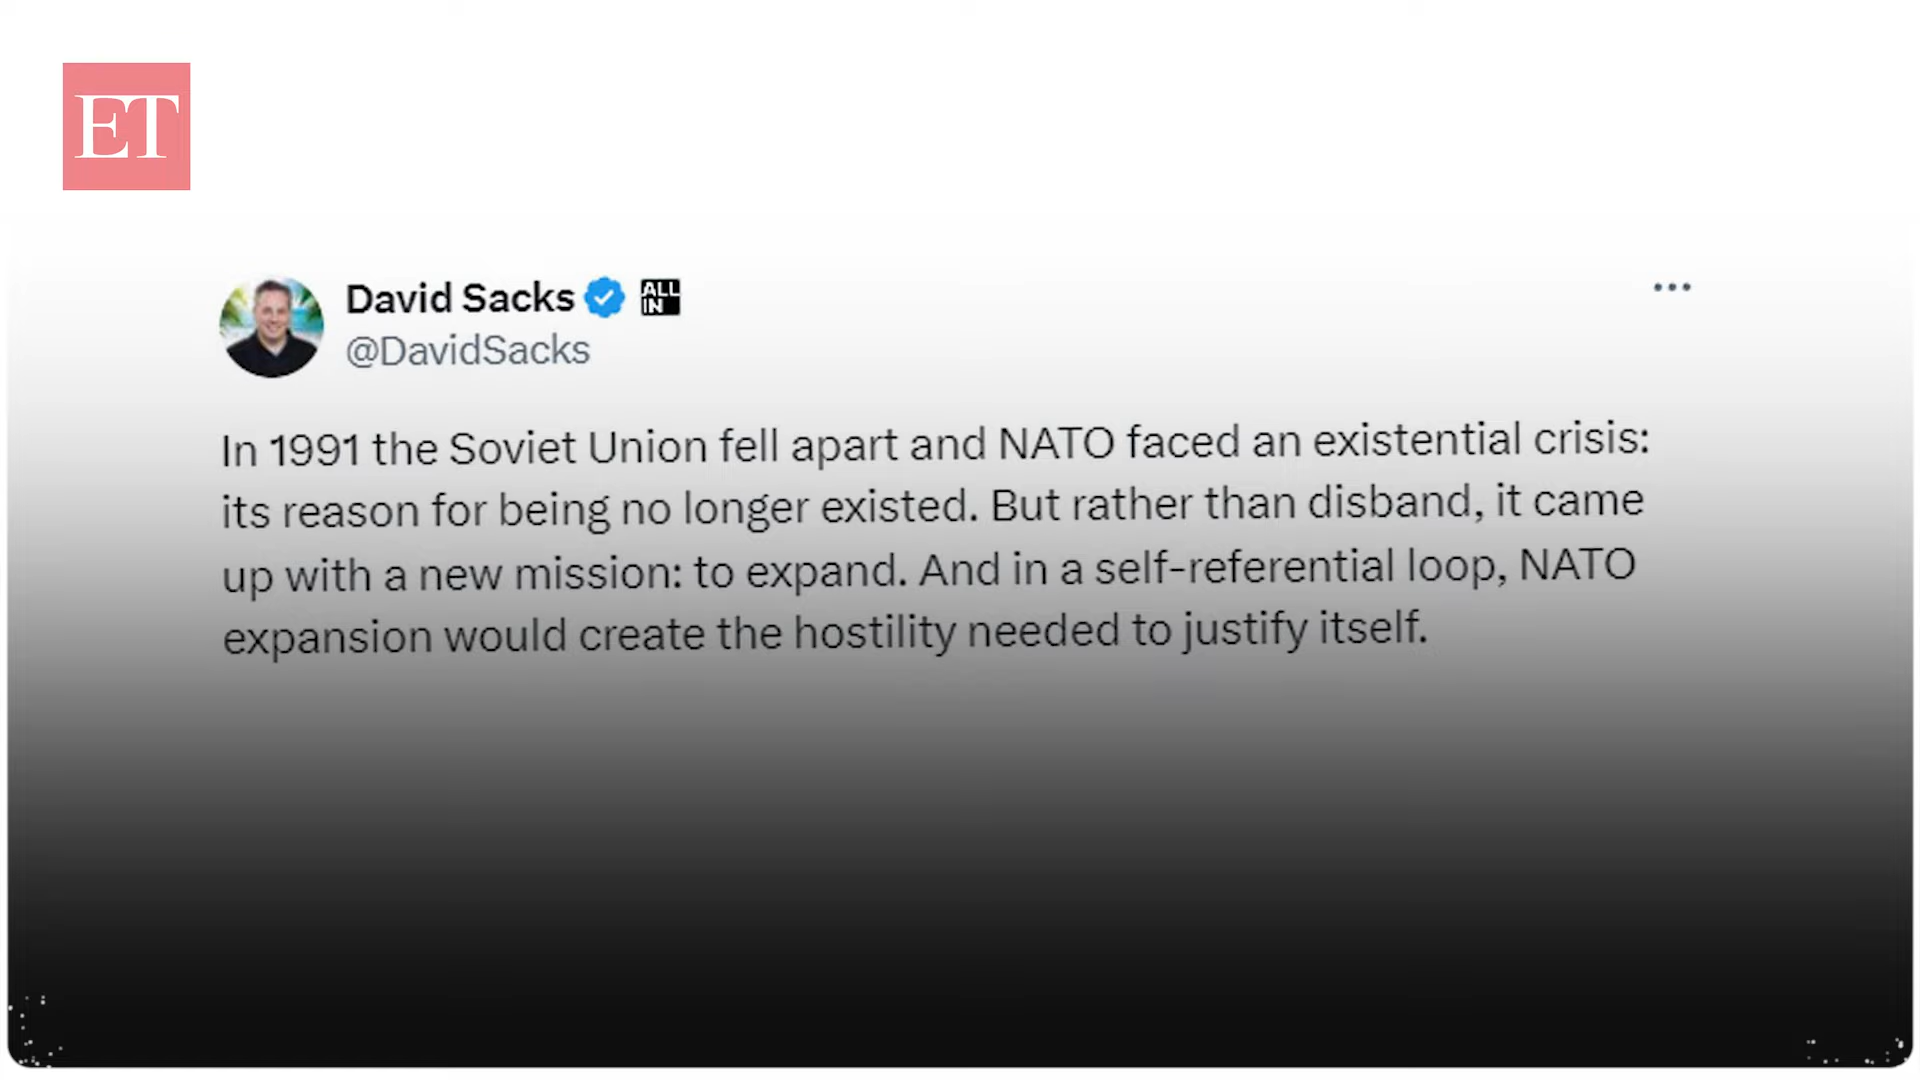 ET
David Sacks ALL IN
@DavidSacks
In 1991 the Soviet Union fell apart and NATO faced an existential crisis:
its reason for being no longer existed. But rather than disband, it came
up with a new mission: to expand. And in a self-referential loop, NATO
expansion would create the hostility needed to justify itself.